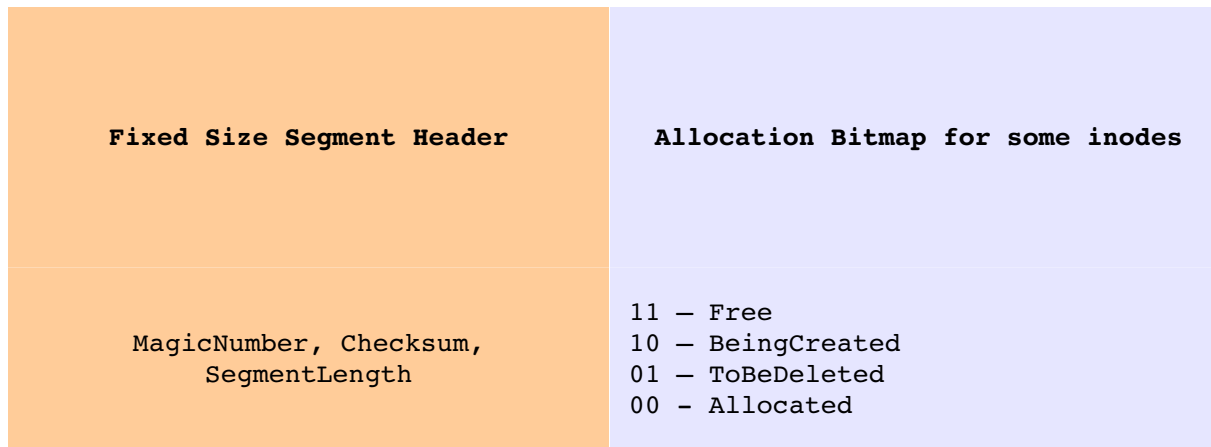 Fixed Size Segment Header
Allocation Bitmap for some inodes
MagicNumber, Checksum,
SegmentLength
11 – Free
10 – BeingCreated
01 – ToBeDeleted
00 - Allocated